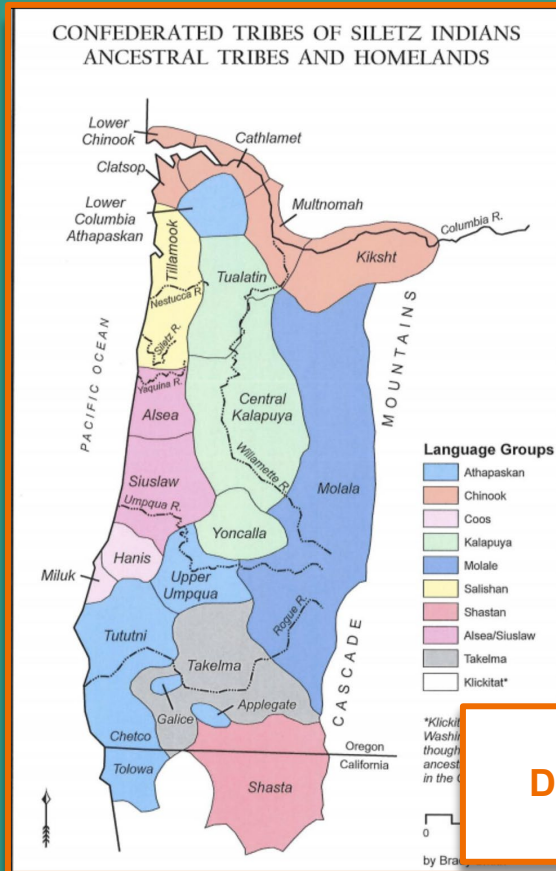 CONFEDERATED TRIBES OF SILETZ INDIANS
ANCESTRAL TRIBES AND HOMELANDS
Lower
Chinook
Cathlamet
Clatsop
Lower
Columbia
Athapaskan
Multnomah
Columbia R.
Kiksht
Tillamook
Tualatin
Nestucca R.
Siletz R.
PACIFIC OCEAN
MOUNTAINS
Yaquina R.
Alsea
Central
Kalapuya
Willamette R.
Molala
Siuslaw
Umpqua R.
Yoncalla
Hanis
Miluk
Upper
Umpqua
Tututni
Rogue R.
Takelma
Galice
Applegate
CASCADE
Chetco
Tolowa
Shasta
Oregon
California
Language Groups
Athapaskan
Chinook
Coos
Kalapuya
Molale
Salishan
Shastan
Alsea/Siuslaw
Takelma
Klickitat*
in the
0
by
D